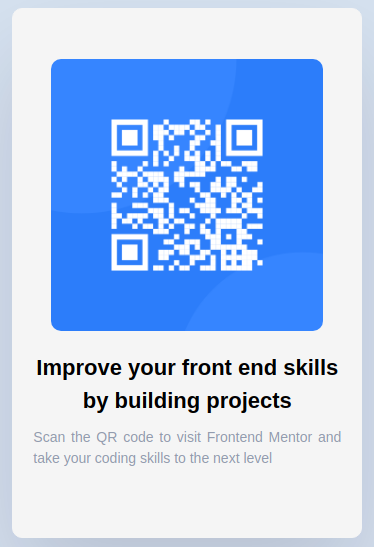 Improve your front end skills
by building projects
Scan the QR code to visit Frontend Mentor and
take your coding skills to the next level